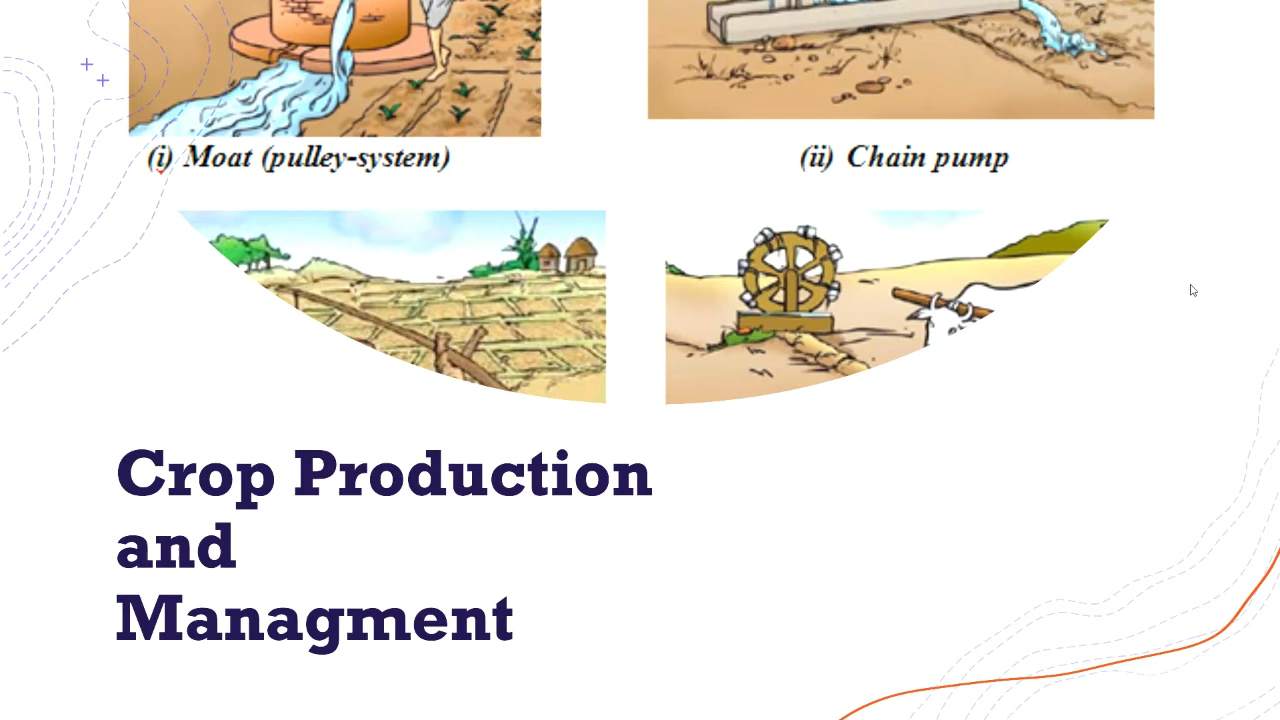 (i) Moat (pulley-system)
(ii) Chain pump
Crop Production
and
Managment